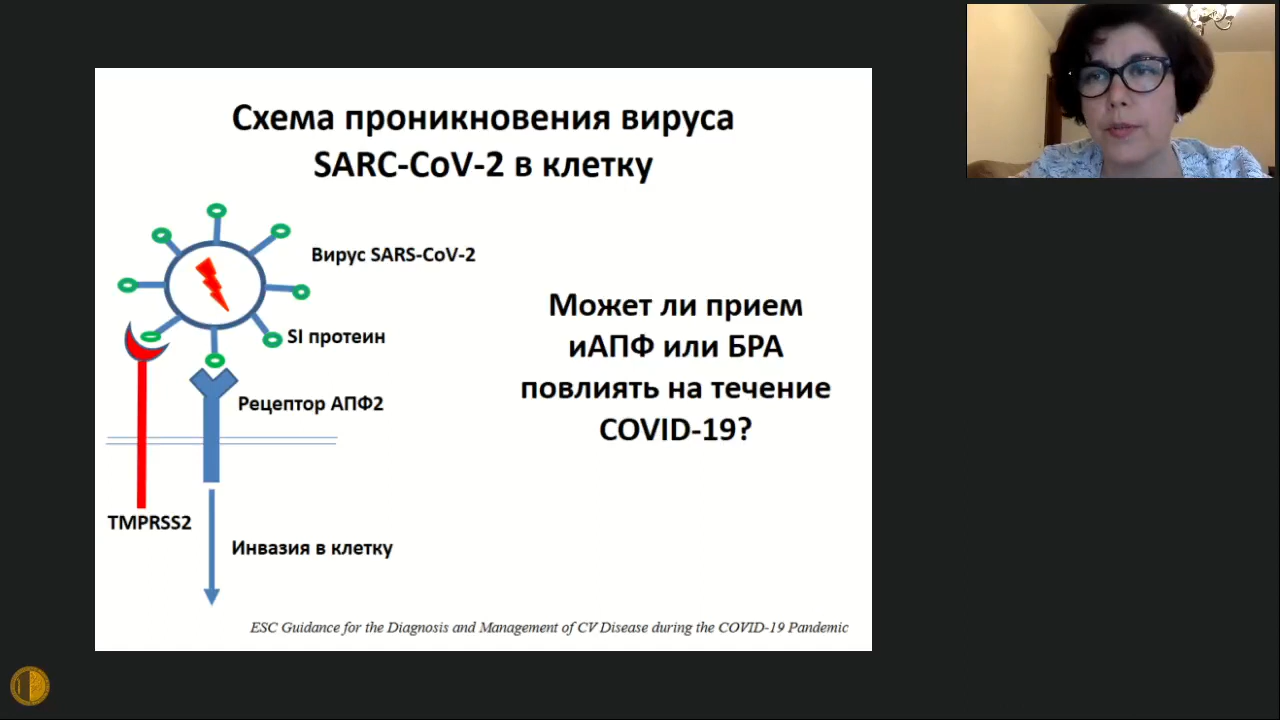 Схема проникновения вируса
SARC-CoV-2 в клетку
Вирус SARS-CoV-2
SI протеин
Рецептор АПФ2
TMPRSS2
Инвазия в клетку
Может ли прием
иАПФ или БРА
повлиять на течение
COVID-19?
ESC Guidance for the Diagnosis and Management of CV Disease during the COVID-19 Pandemic